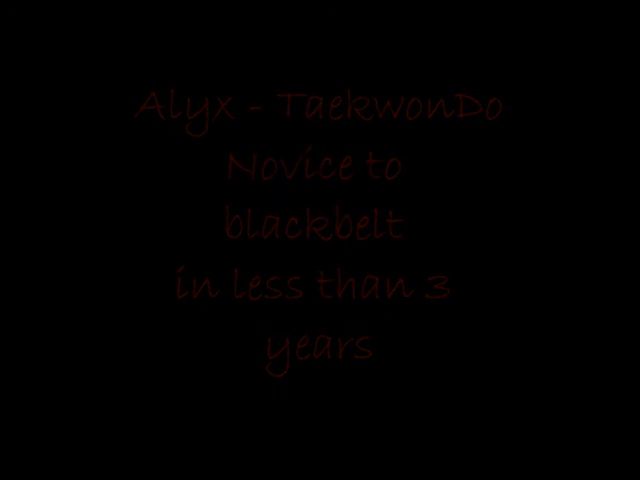 Alyx - TaekwonDo
Novice to
blackbelt
in less than 3
years